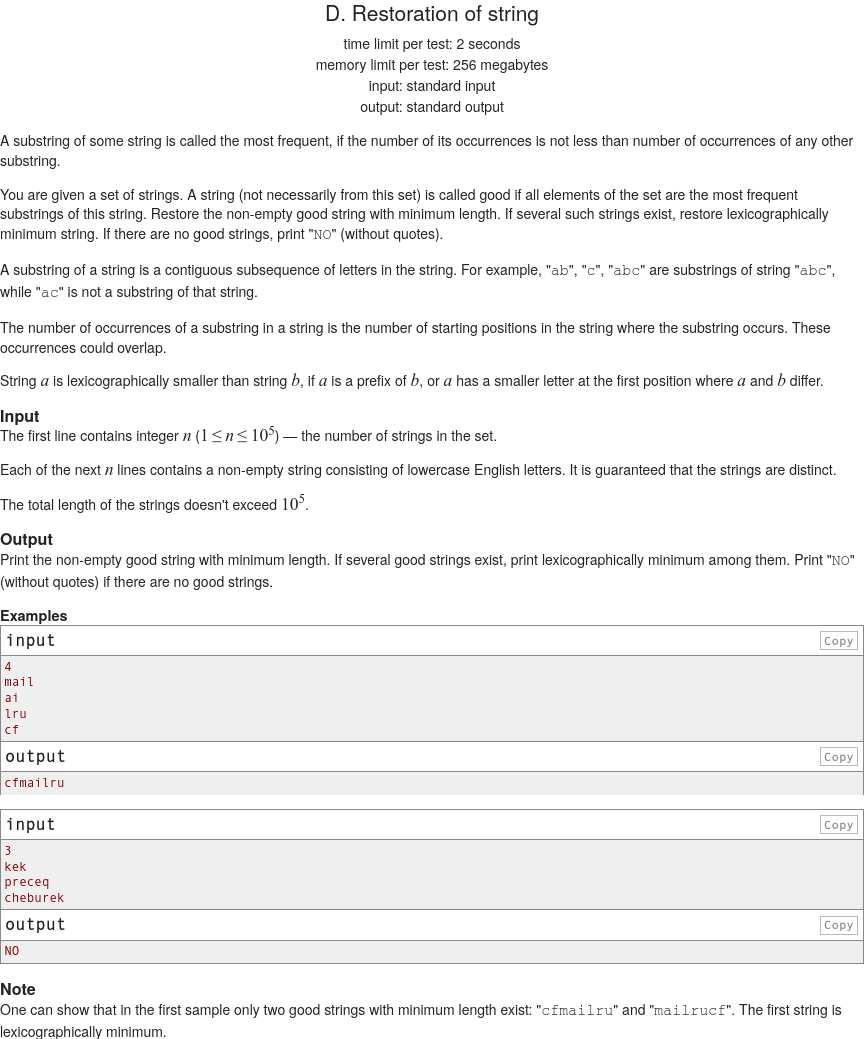 D. Restoration of string
time limit per test: 2 seconds
memory limit per test: 256 megabytes
input: standard input
output: standard output
A substring of some string is called the most frequent, if the number of its occurrences is not less than number of occurrences of any other
substring.
You are given a set of strings. A string (not necessarily from this set) is called good if all elements of the set are the most frequent
substrings of this string. Restore the non-empty good string with minimum length. If several such strings exist, restore lexicographically
minimum string. If there are no good strings, print "NO" (without quotes).
A substring of a string is a contiguous subsequence of letters in the string. For example, "ab", "c", "abc" are substrings of string "abc",
while "ac" is not a substring of that string.
The number of occurrences of a substring in a string is the number of starting positions in the string where the substring occurs. These
occurrences could overlap.
String a is lexicographically smaller than string b, if a is a prefix of b, or a has a smaller letter at the first position where a and b differ.
Input
The first line contains integer n (1 ≤ n ≤ 10^5) — the number of strings in the set.
Each of the next n lines contains a non-empty string consisting of lowercase English letters. It is guaranteed that the strings are distinct.
The total length of the strings doesn't exceed 10^5.
Output
Print the non-empty good string with minimum length. If several good strings exist, print lexicographically minimum among them. Print "NO"
(without quotes) if there are no good strings.
Examples
input Copy
4
mail
ai
lru
cf
output Copy
cfmailru
input Copy
3
kek
preceq
cheburek
output Copy
NO
Note
One can show that in the first sample only two good strings with minimum length exist: "cfmailru" and "mailrucf". The first string is
lexicographically minimum.